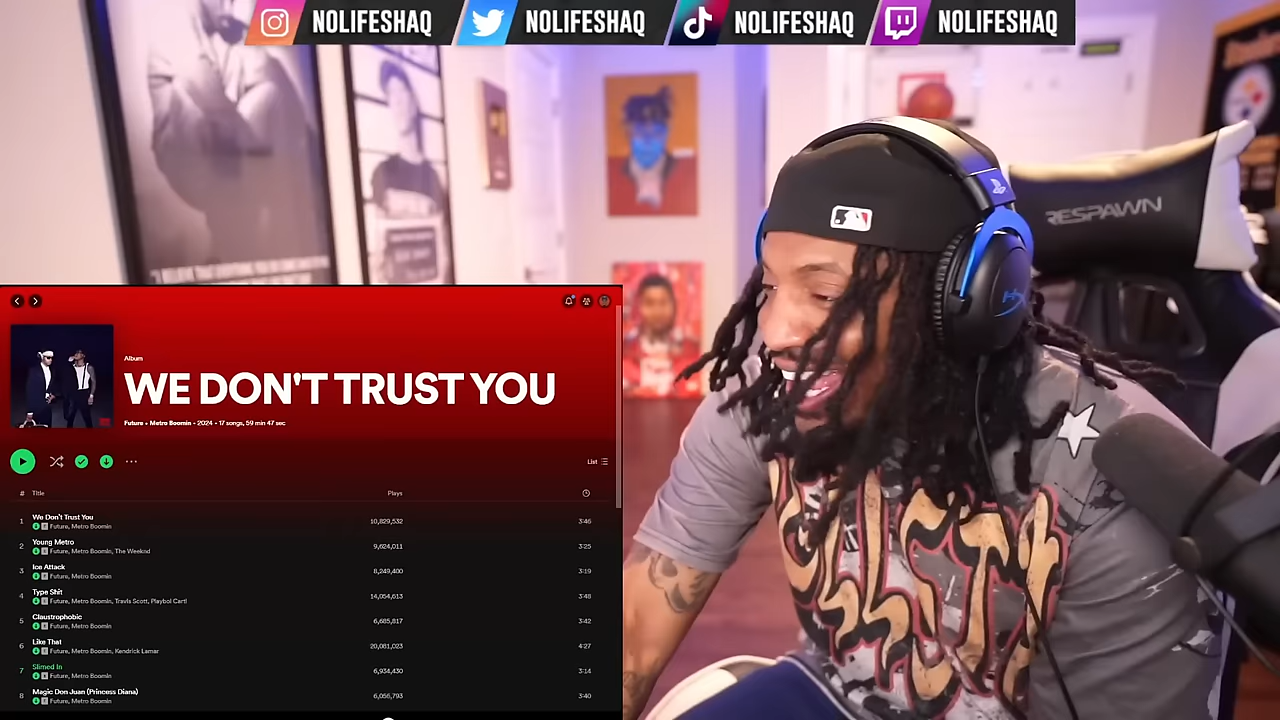 NOLIFESHAQ NOLIFESHAQ NOLIFESHAQ NOLIFESHAQ
RESPAWN
Album
WE DON'T TRUST YOU
Future • Metro Boomin • 2024 • 17 songs, 59 min 47 sec
List
# Title Plays
1 We Don't Trust You 10,829,532 3:46
Future, Metro Boomin
2 Young Metro 9,624,011 3:25
Future, Metro Boomin, The Weeknd
3 Ice Attack 8,249,400 3:19
Future, Metro Boomin
4 Type Shit 14,054,613 3:48
Future, Metro Boomin, Travis Scott, Playboi Carti
5 Claustrophobic 6,685,817 3:42
Future, Metro Boomin
6 Like That 20,081,023 4:27
Future, Metro Boomin, Kendrick Lamar
7 Slimed In 6,934,430 3:14
Future, Metro Boomin
8 Magic Don Juan (Princess Diana) 6,056,793 3:40
Future, Metro Boomin